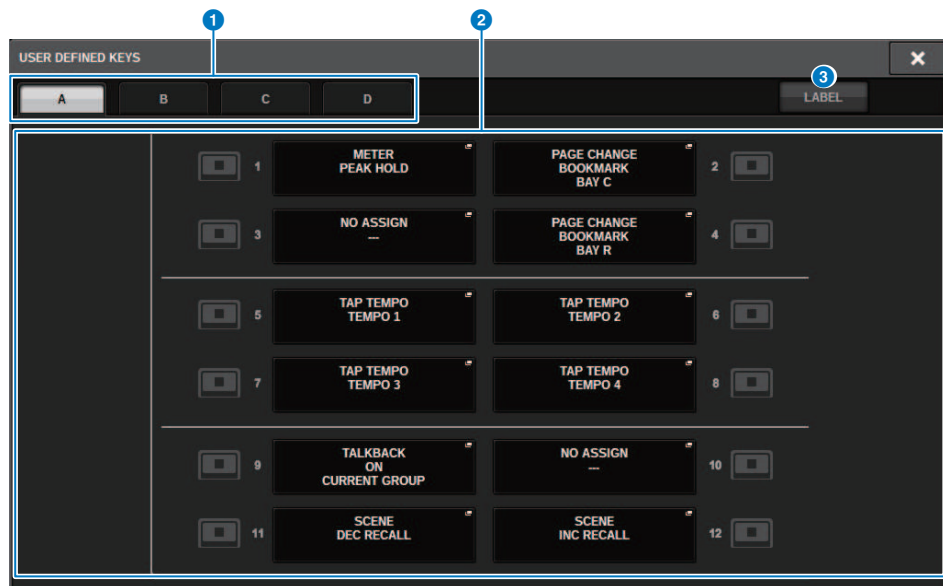 1 2
USER DEFINED KEYS ×
3
A B C D LABEL
1 METER PEAK HOLD
PAGE CHANGE BOOKMARK BAY C 2
3 NO ASSIGN ---
PAGE CHANGE BOOKMARK BAY R 4
5 TAP TEMPO TEMPO 1
TAP TEMPO TEMPO 2 6
7 TAP TEMPO TEMPO 3
TAP TEMPO TEMPO 4 8
9 TALKBACK ON CURRENT GROUP
NO ASSIGN --- 10
11 SCENE DEC RECALL
SCENE INC RECALL 12